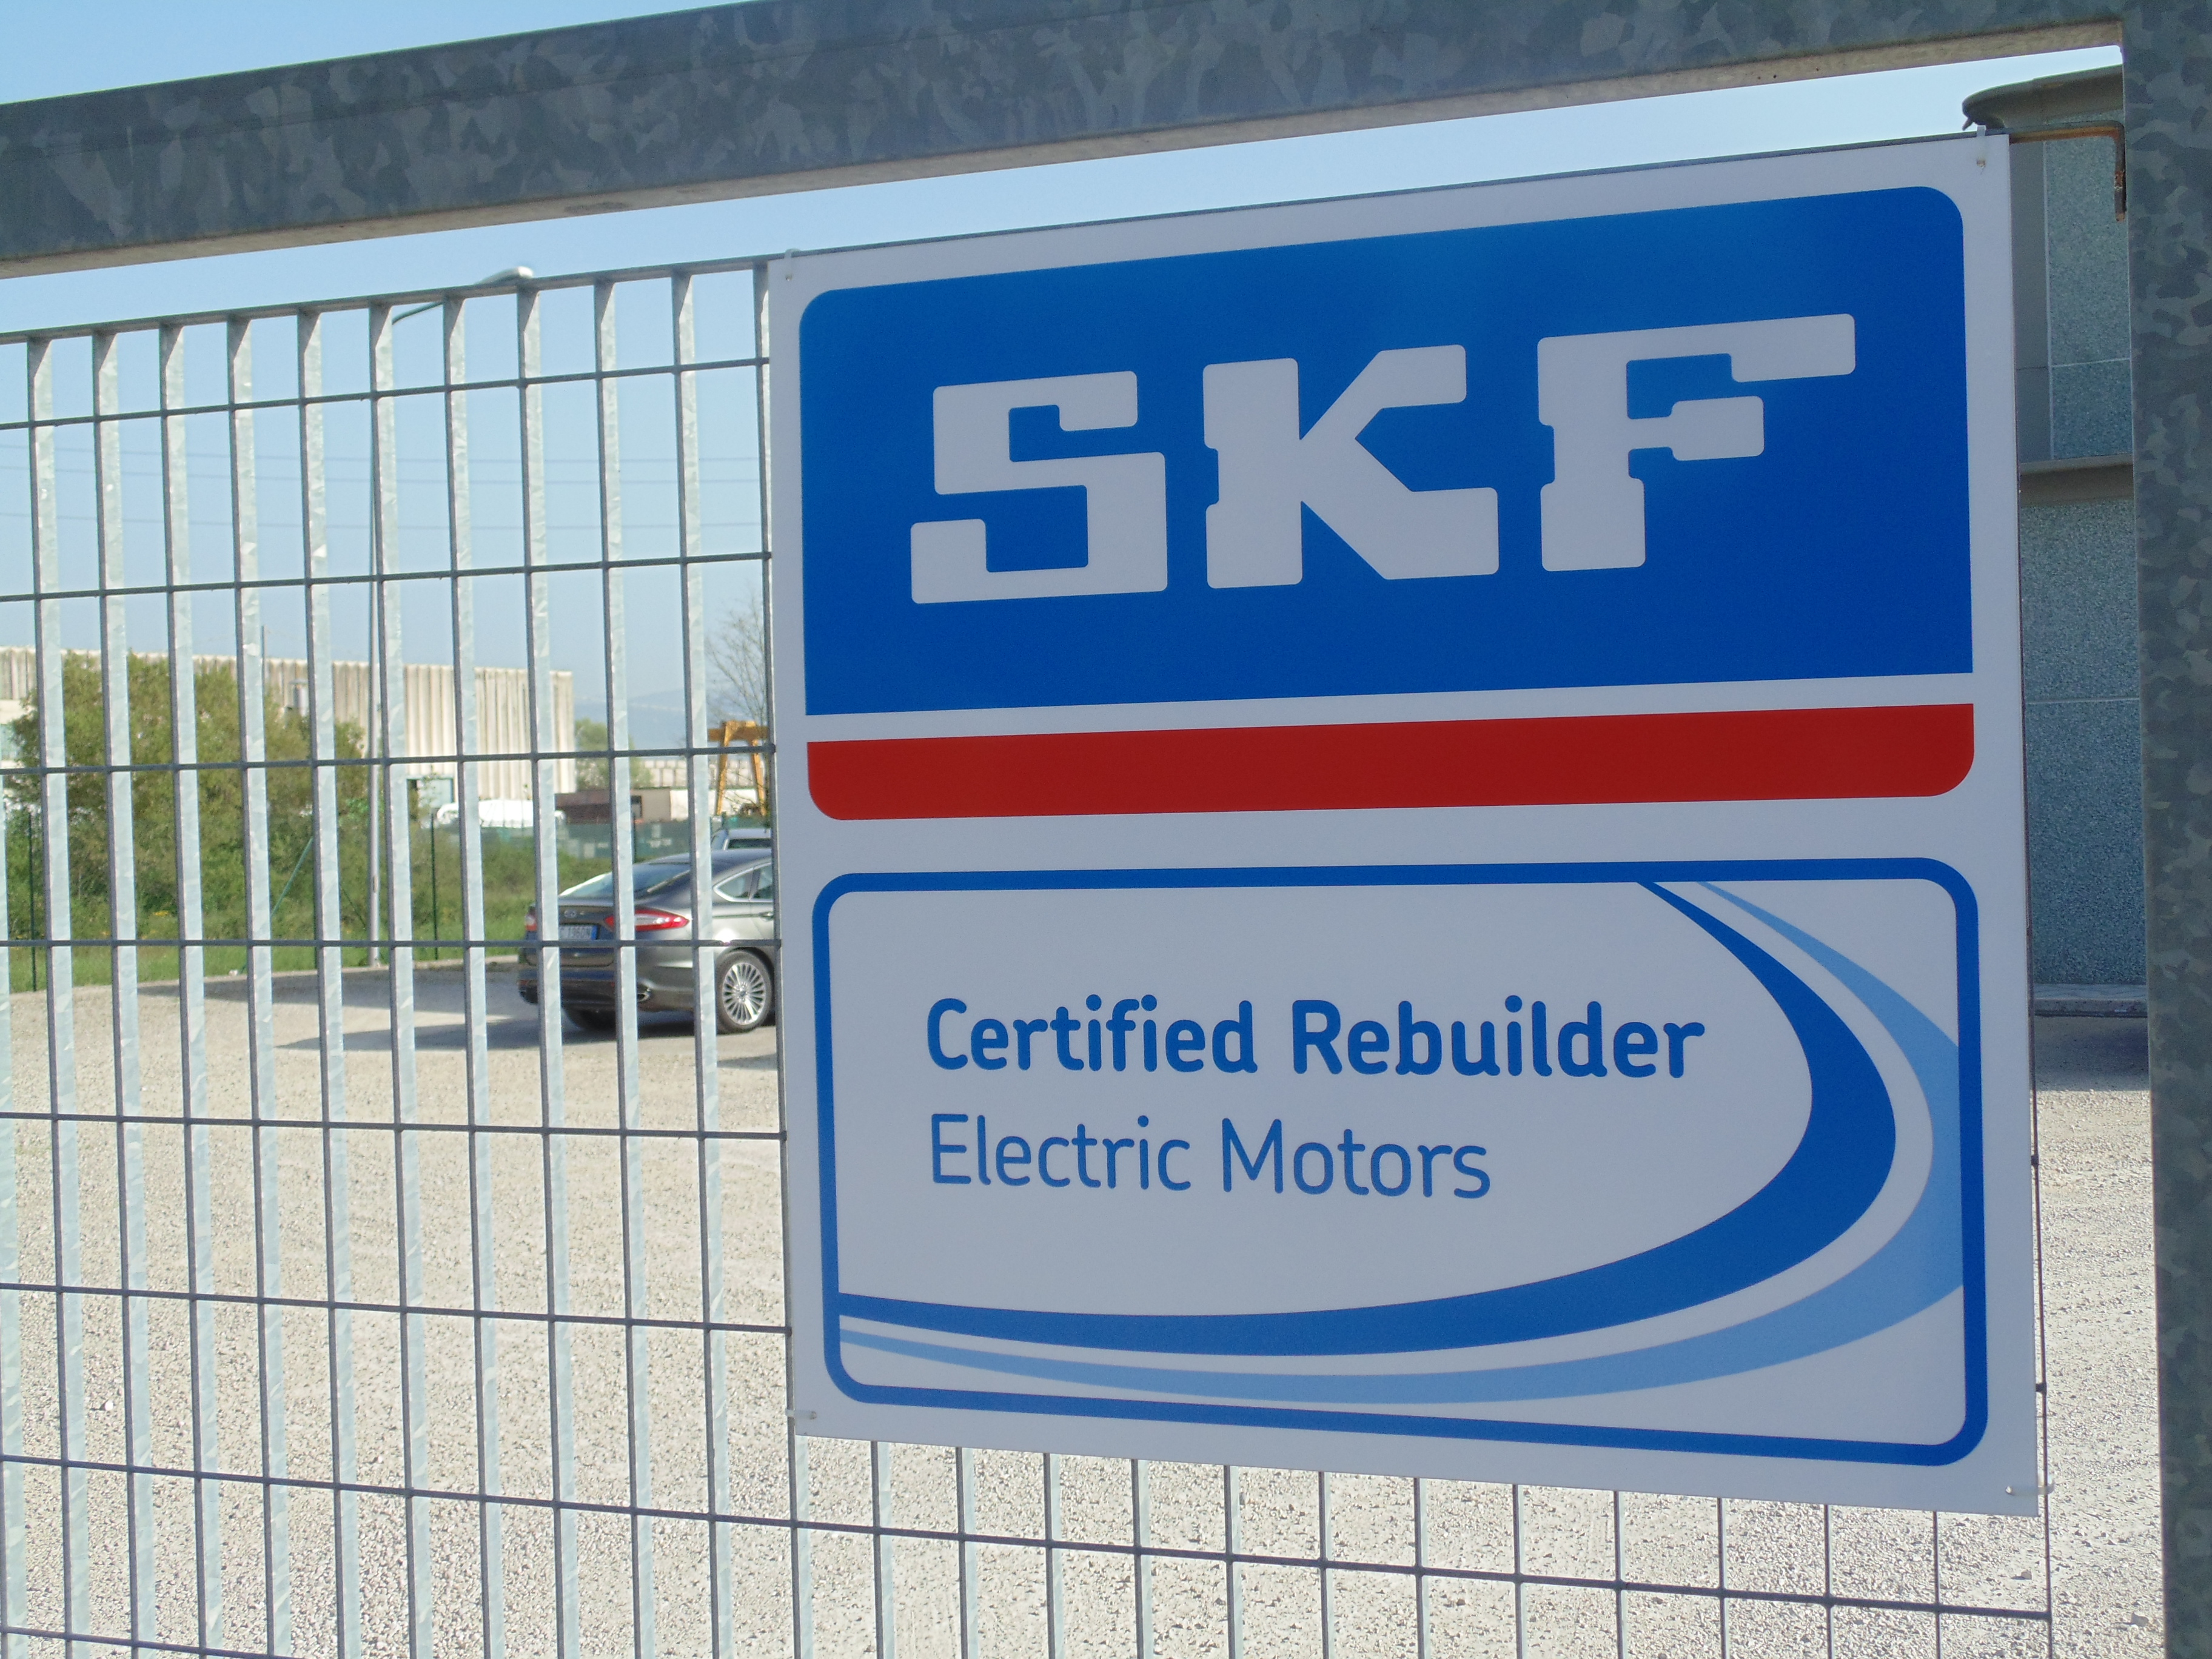 SKF
Certified Rebuilder
Electric Motors